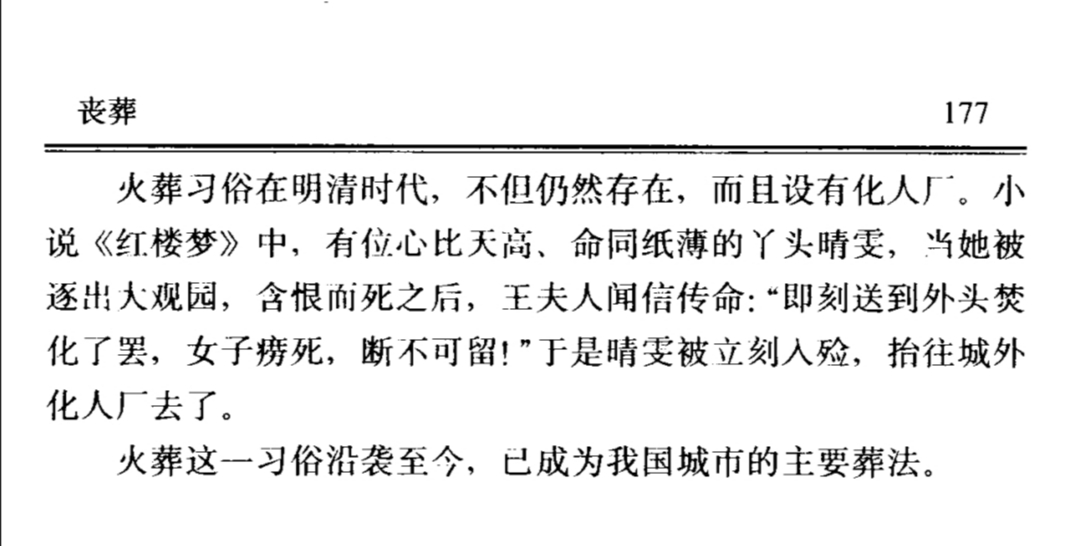 丧葬 177
火葬习俗在明清时代，不但仍然存在，而且设有化人厂。小
说《红楼梦》中，有位心比天高、命同纸薄的丫头晴雯，当她被
逐出大观园，含恨而死之后，王夫人闻信传命：“即刻送到外头焚
化了罢，女子痨死，断不可留！”于是晴雯被立刻入殓，抬往城外
化人厂去了。
火葬这一习俗沿袭至今，已成为我国城市的主要葬法。